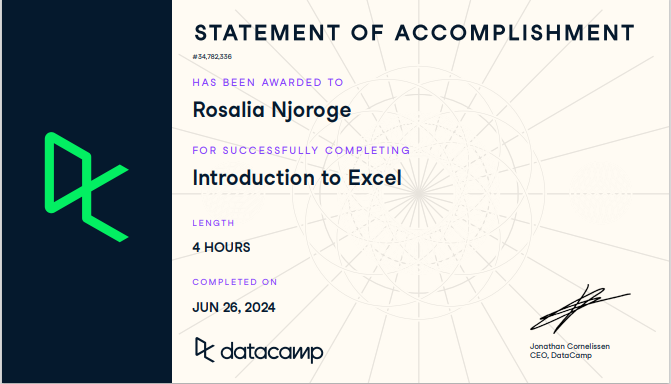 STATEMENT OF ACCOMPLISHMENT
#34,782,336
HAS BEEN AWARDED TO
Rosalia Njoroge
FOR SUCCESSFULLY COMPLETING
Introduction to Excel
LENGTH
4 HOURS
COMPLETED ON
JUN 26, 2024
datacamp
Jonathan Cornelissen
CEO, DataCamp